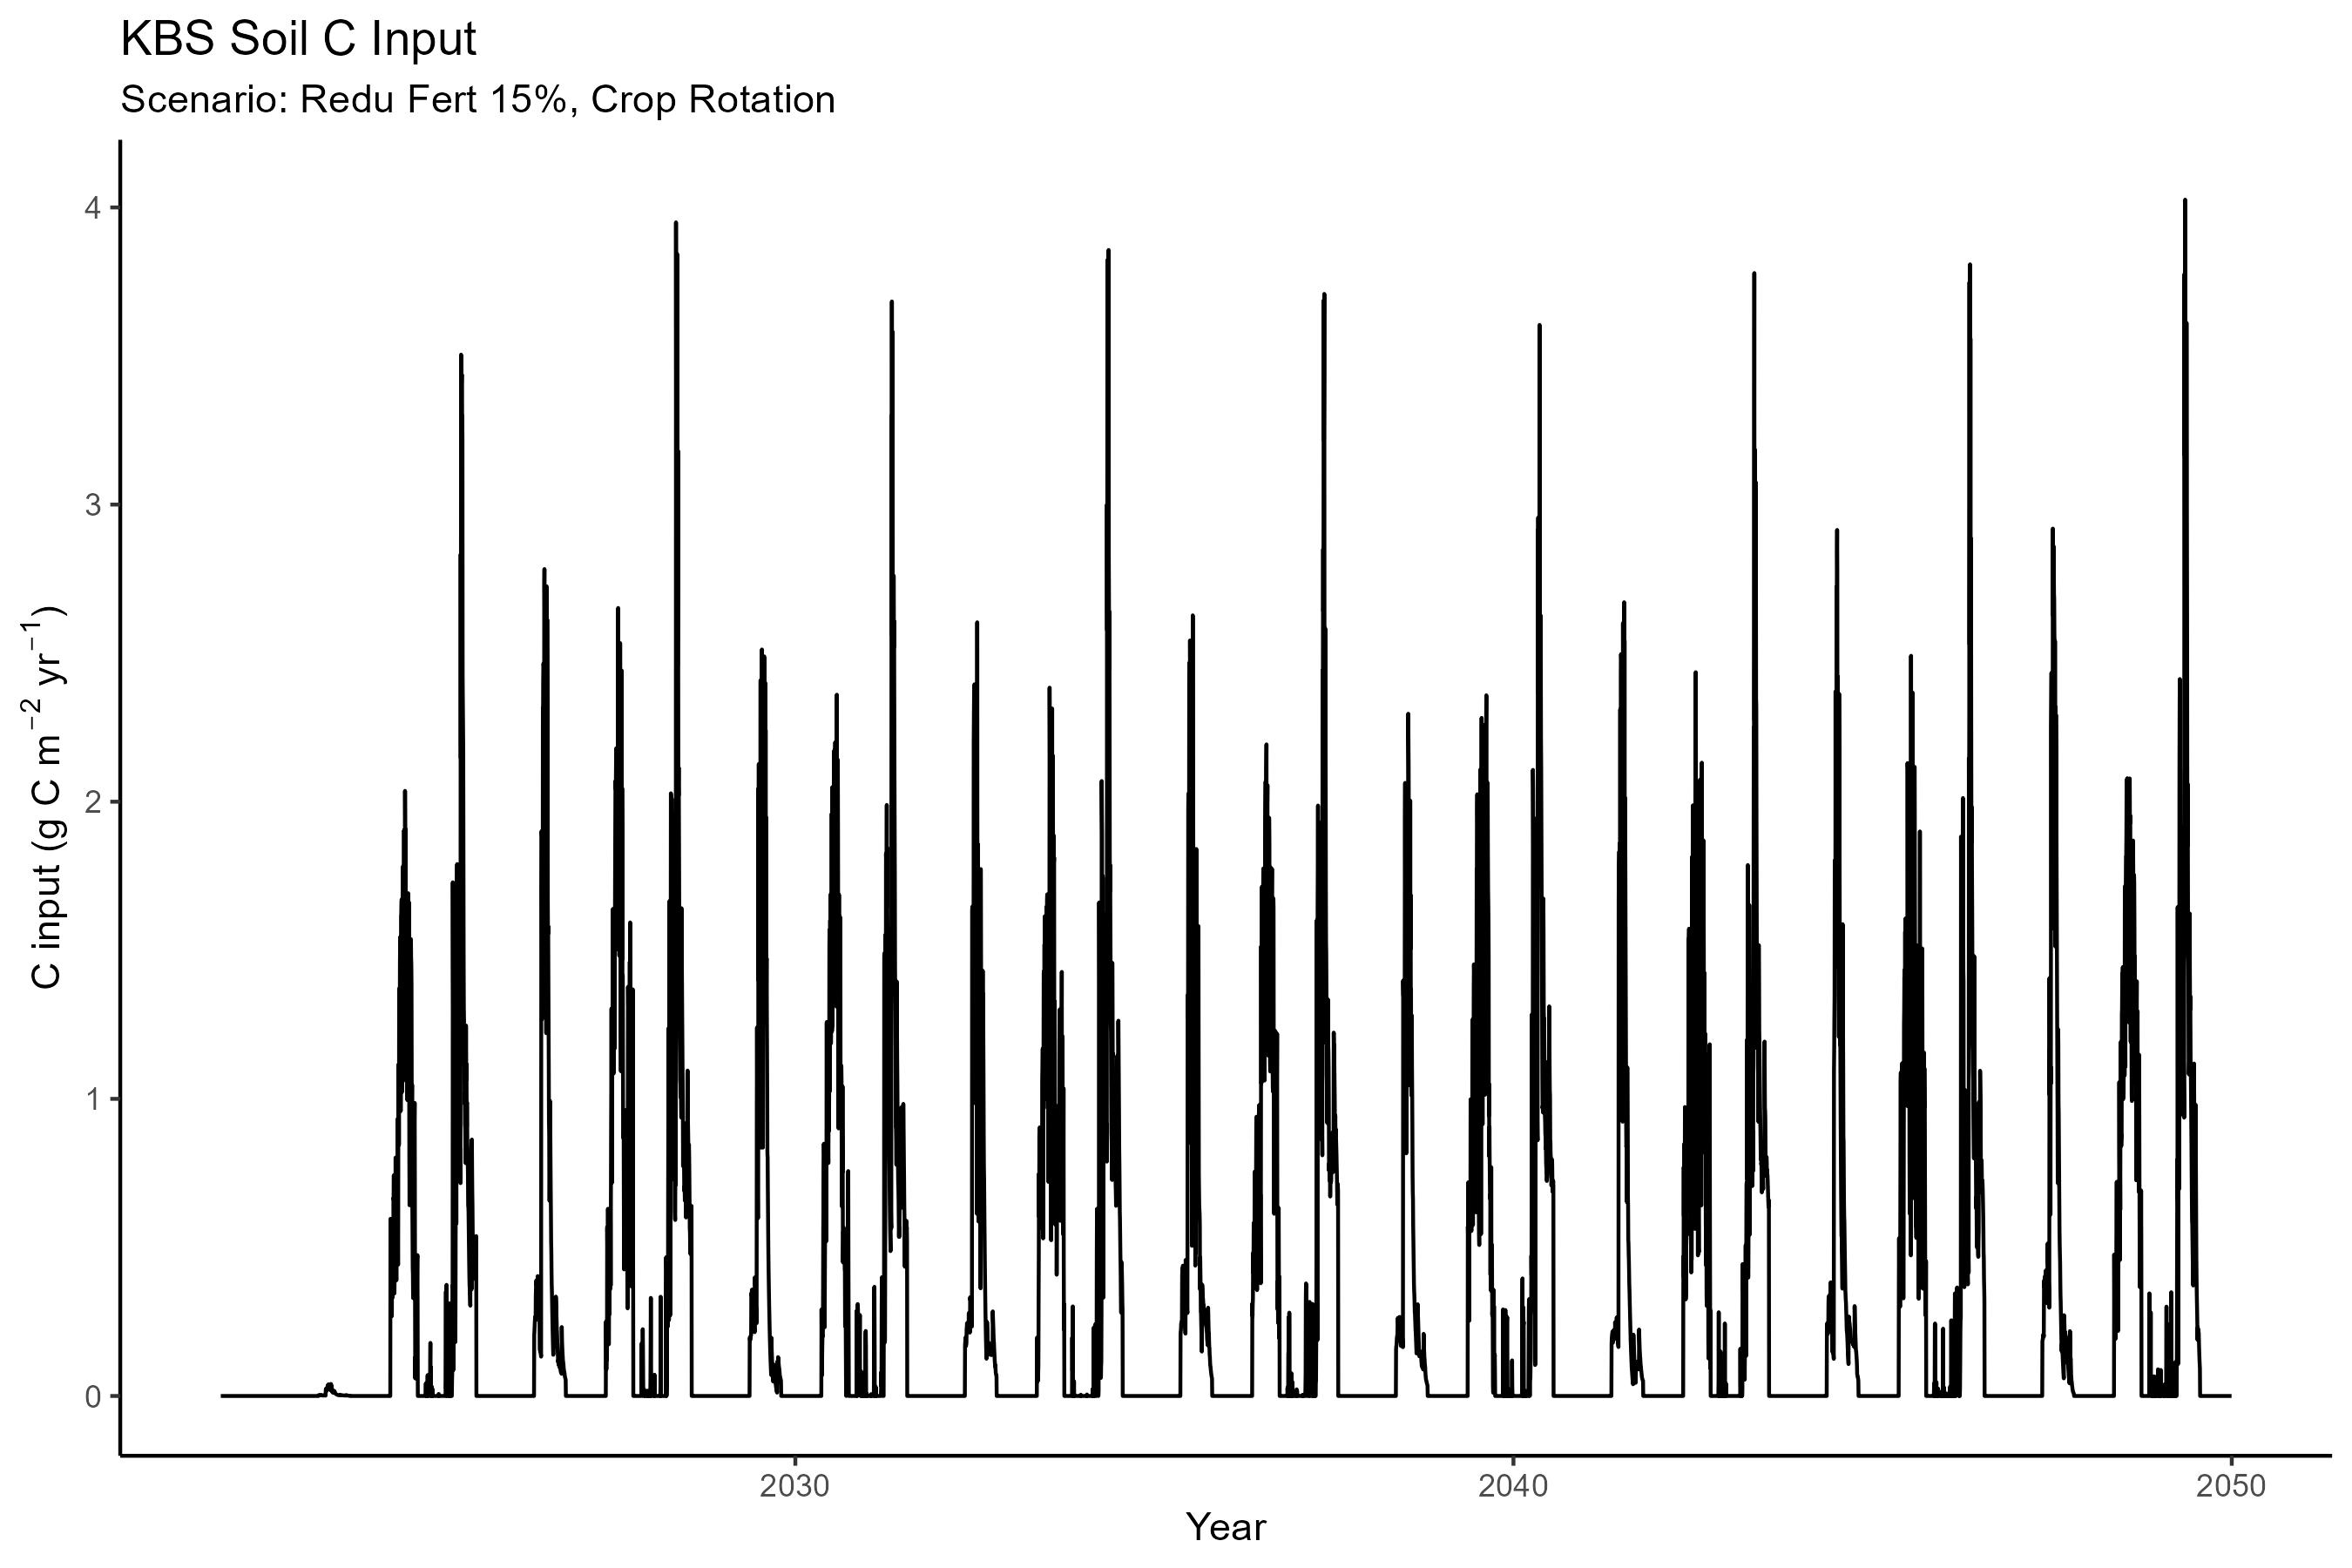 KBS Soil C Input
Scenario: Redu Fert 15%, Crop Rotation
C input (g C m⁻² yr⁻¹)
4
3
2
1
0
2030
2040
2050
Year